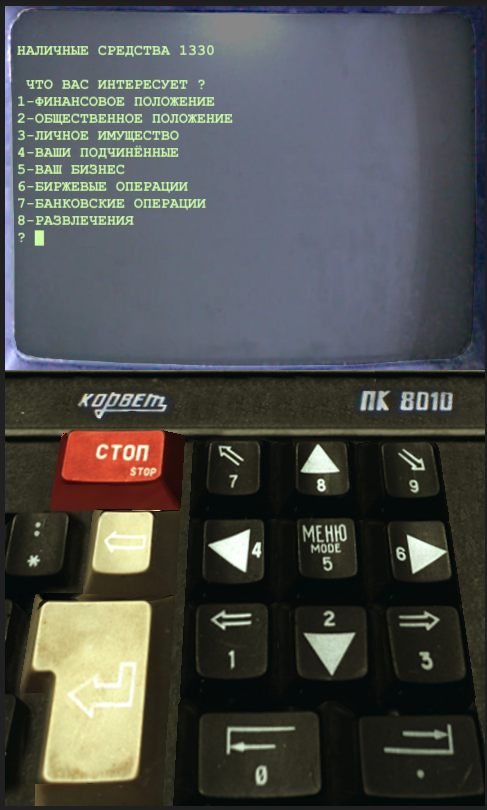 НАЛИЧНЫЕ СРЕДСТВА 1330
ЧТО ВАС ИНТЕРЕСУЕТ ?
1-ФИНАНСОВОЕ ПОЛОЖЕНИЕ
2-ОБЩЕСТВЕННОЕ ПОЛОЖЕНИЕ
3-ЛИЧНОЕ ИМУЩЕСТВО
4-ВАШИ ПОДЧИНЁННЫЕ
5-ВАШ БИЗНЕС
6-БИРЖЕВЫЕ ОПЕРАЦИИ
7-БАНКОВСКИЕ ОПЕРАЦИИ
8-РАЗВЛЕЧЕНИЯ
?
корвет ПК 8010
СТОП
STOP
7 8 9
: *
4 МЕНЮ 6
MODE
5
1 2 3
0 .